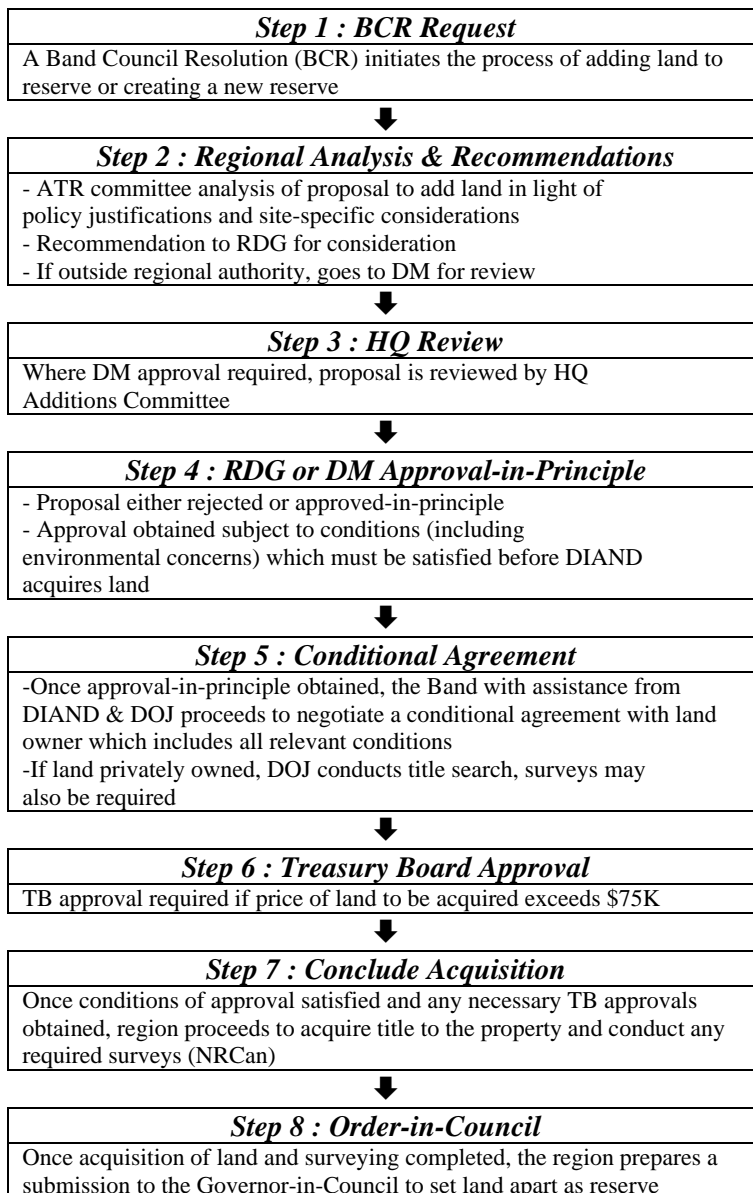 Step 1 : BCR Request
A Band Council Resolution (BCR) initiates the process of adding land to
reserve or creating a new reserve
Step 2 : Regional Analysis & Recommendations
- ATR committee analysis of proposal to add land in light of
policy justifications and site-specific considerations
- Recommendation to RDG for consideration
- If outside regional authority, goes to DM for review
Step 3 : HQ Review
Where DM approval required, proposal is reviewed by HQ
Additions Committee
Step 4 : RDG or DM Approval-in-Principle
- Proposal either rejected or approved-in-principle
- Approval obtained subject to conditions (including
environmental concerns) which must be satisfied before DIAND
acquires land
Step 5 : Conditional Agreement
-Once approval-in-principle obtained, the Band with assistance from
DIAND & DOJ proceeds to negotiate a conditional agreement with land
owner which includes all relevant conditions
-If land privately owned, DOJ conducts title search, surveys may
also be required
Step 6 : Treasury Board Approval
TB approval required if price of land to be acquired exceeds $75K
Step 7 : Conclude Acquisition
Once conditions of approval satisfied and any necessary TB approvals
obtained, region proceeds to acquire title to the property and conduct any
required surveys (NRCan)
Step 8 : Order-in-Council
Once acquisition of land and surveying completed, the region prepares a
submission to the Governor-in-Council to set land apart as reserve